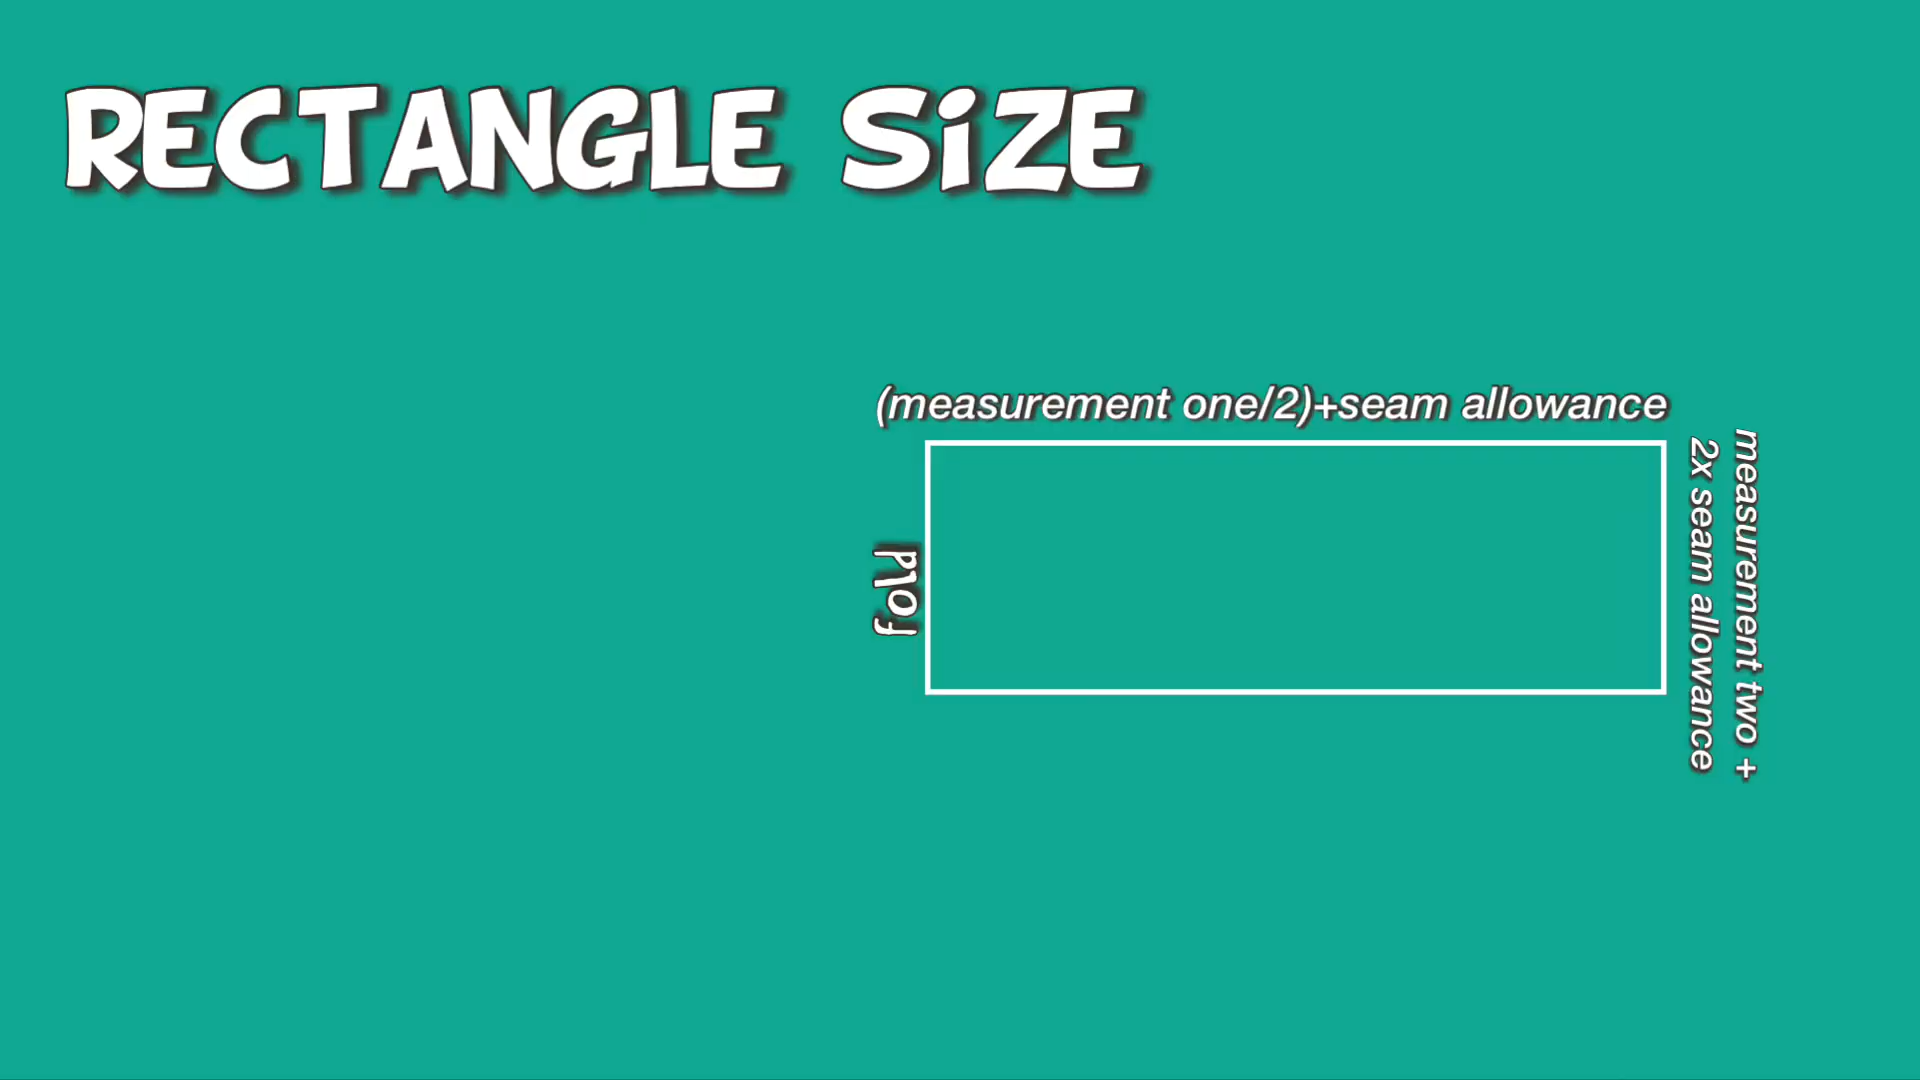 RECTANGLE SiZE
(measurement one/2)+seam allowance
fold
measurement two +
2x seam allowance